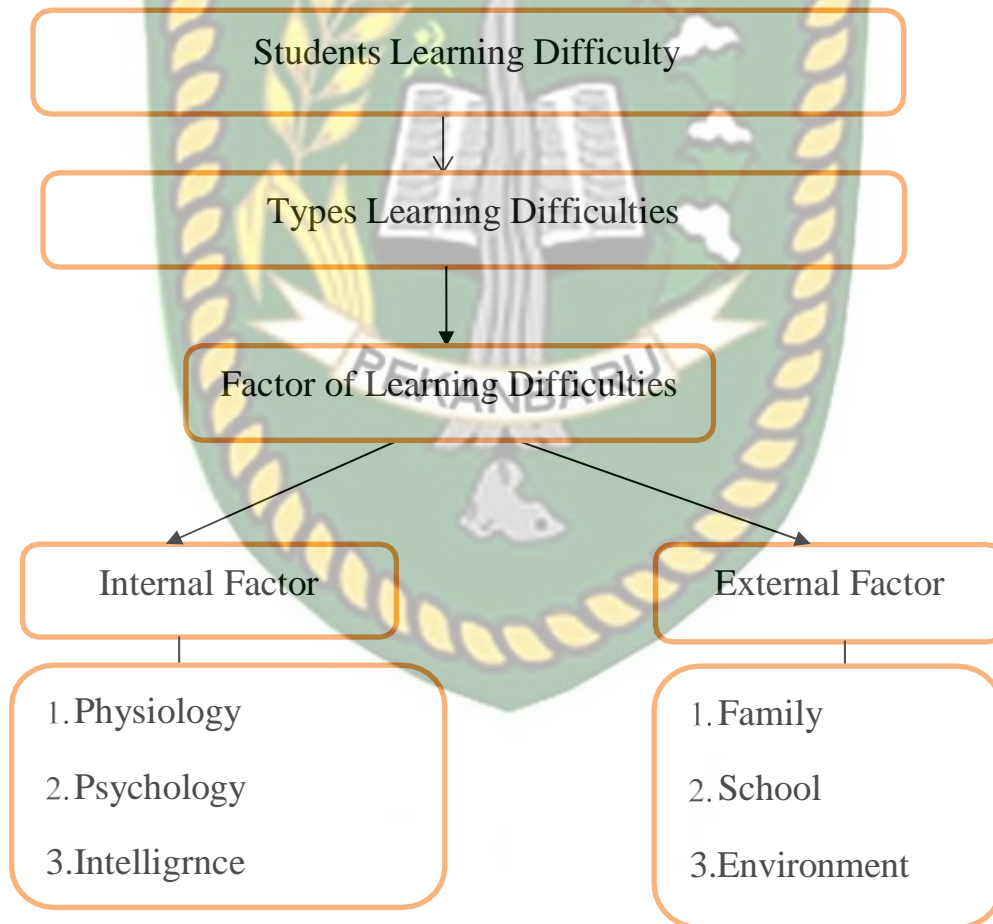 Students Learning Difficulty
Types Learning Difficulties
PEKANBARU
Factor of Learning Difficulties
Internal Factor
External Factor
1. Physiology
2. Psychology
3.Intelligrnce
1. Family
2. School
3.Environment